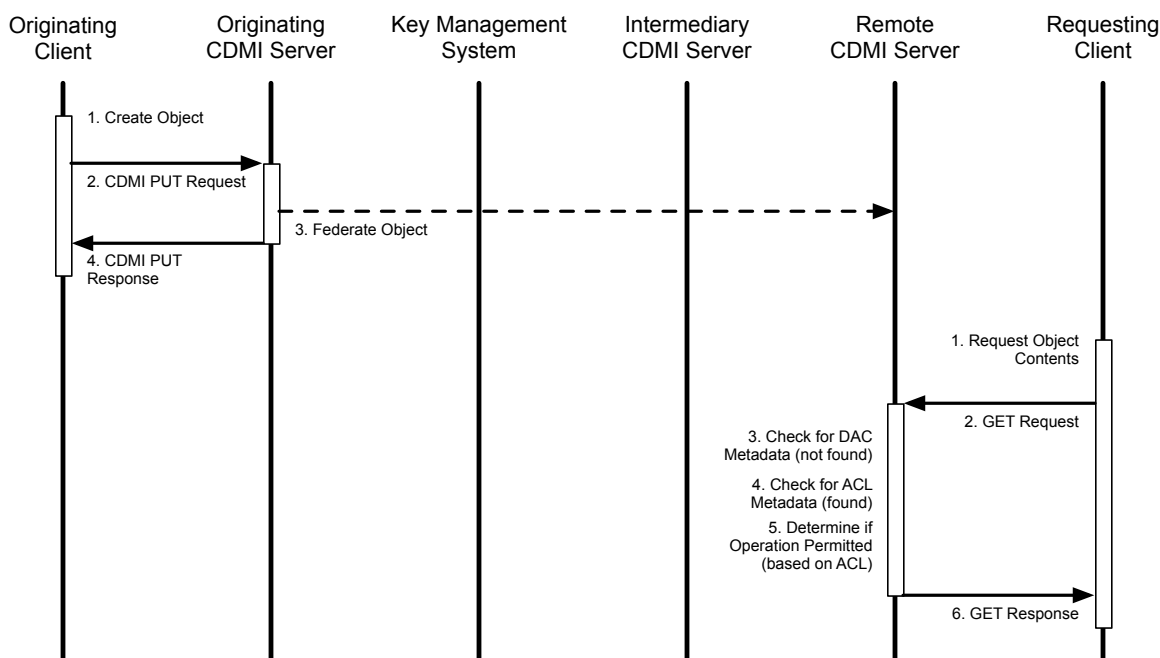 Originating
Client
Originating
CDMI Server
Key Management
System
Intermediary
CDMI Server
Remote
CDMI Server
Requesting
Client
1. Create Object
2. CDMI PUT Request
3. Federate Object
4. CDMI PUT
Response
1. Request Object
Contents
2. GET Request
3. Check for DAC
Metadata (not found)
4. Check for ACL
Metadata (found)
5. Determine if
Operation Permitted
(based on ACL)
6. GET Response